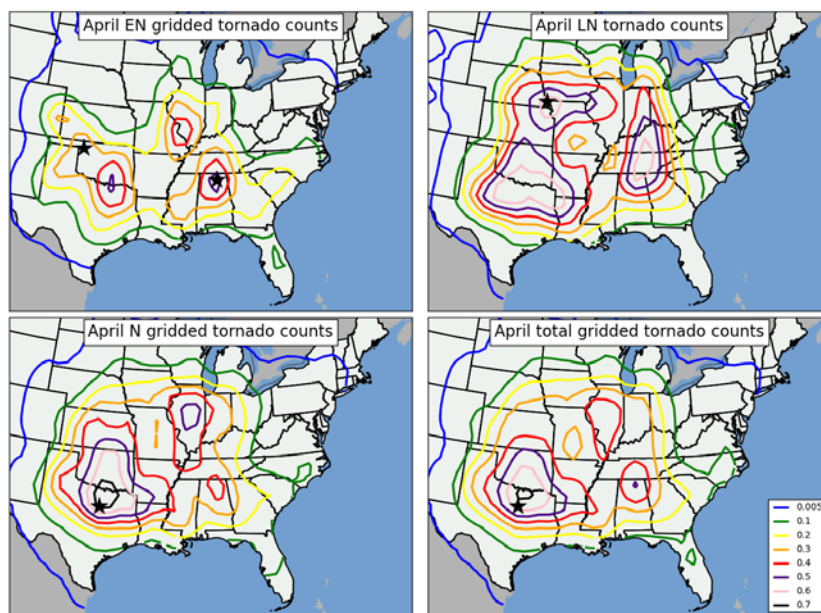 April EN gridded tornado counts
April LN tornado counts
April N gridded tornado counts
April total gridded tornado counts
0.005
0.1
0.2
0.3
0.4
0.5
0.6
0.7